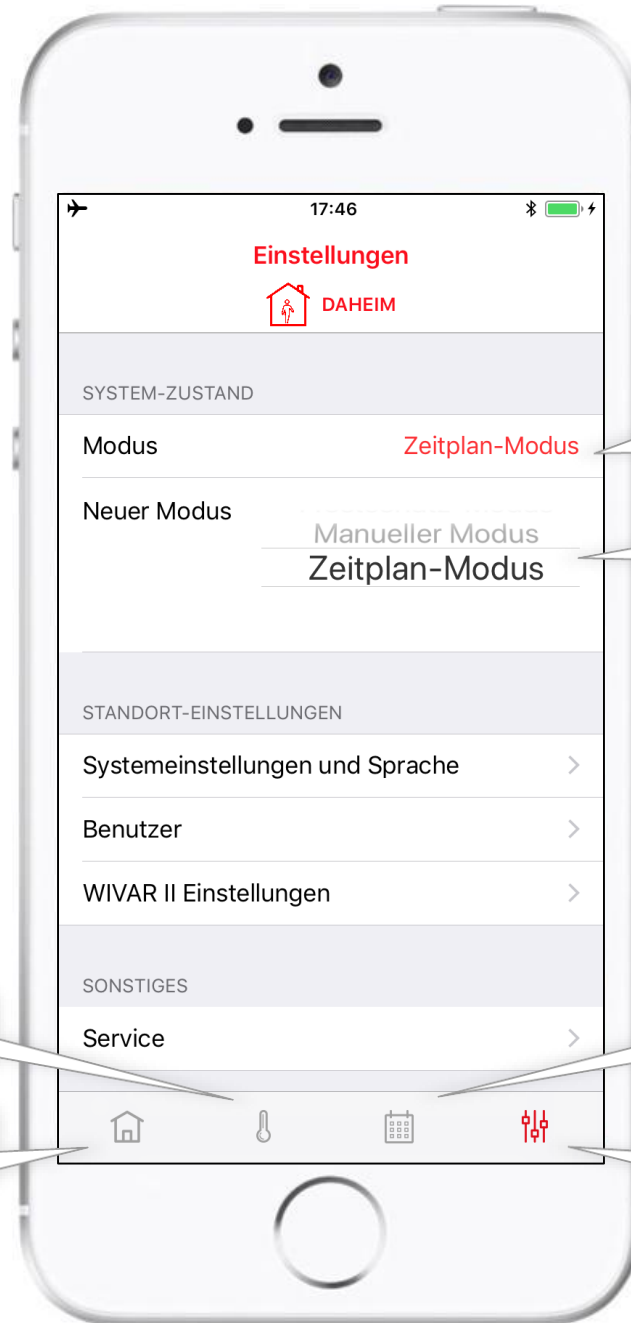 17:46
Einstellungen
DAHEIM
SYSTEM-ZUSTAND
Modus Zeitplan-Modus
Neuer Modus
Manueller Modus
Zeitplan-Modus
STANDORT-EINSTELLUNGEN
Systemeinstellungen und Sprache
Benutzer
WIVAR II Einstellungen
SONSTIGES
Service